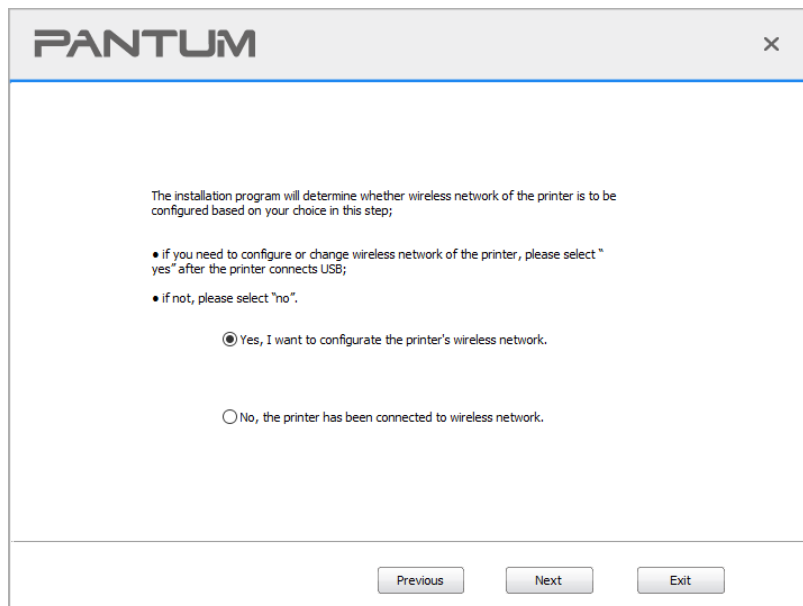 PANTUM
The installation program will determine whether wireless network of the printer is to be
configured based on your choice in this step;
● if you need to configure or change wireless network of the printer, please select “
yes” after the printer connects USB;
● if not, please select “no”.
Yes, I want to configurate the printer's wireless network.
No, the printer has been connected to wireless network.
Previous Next Exit